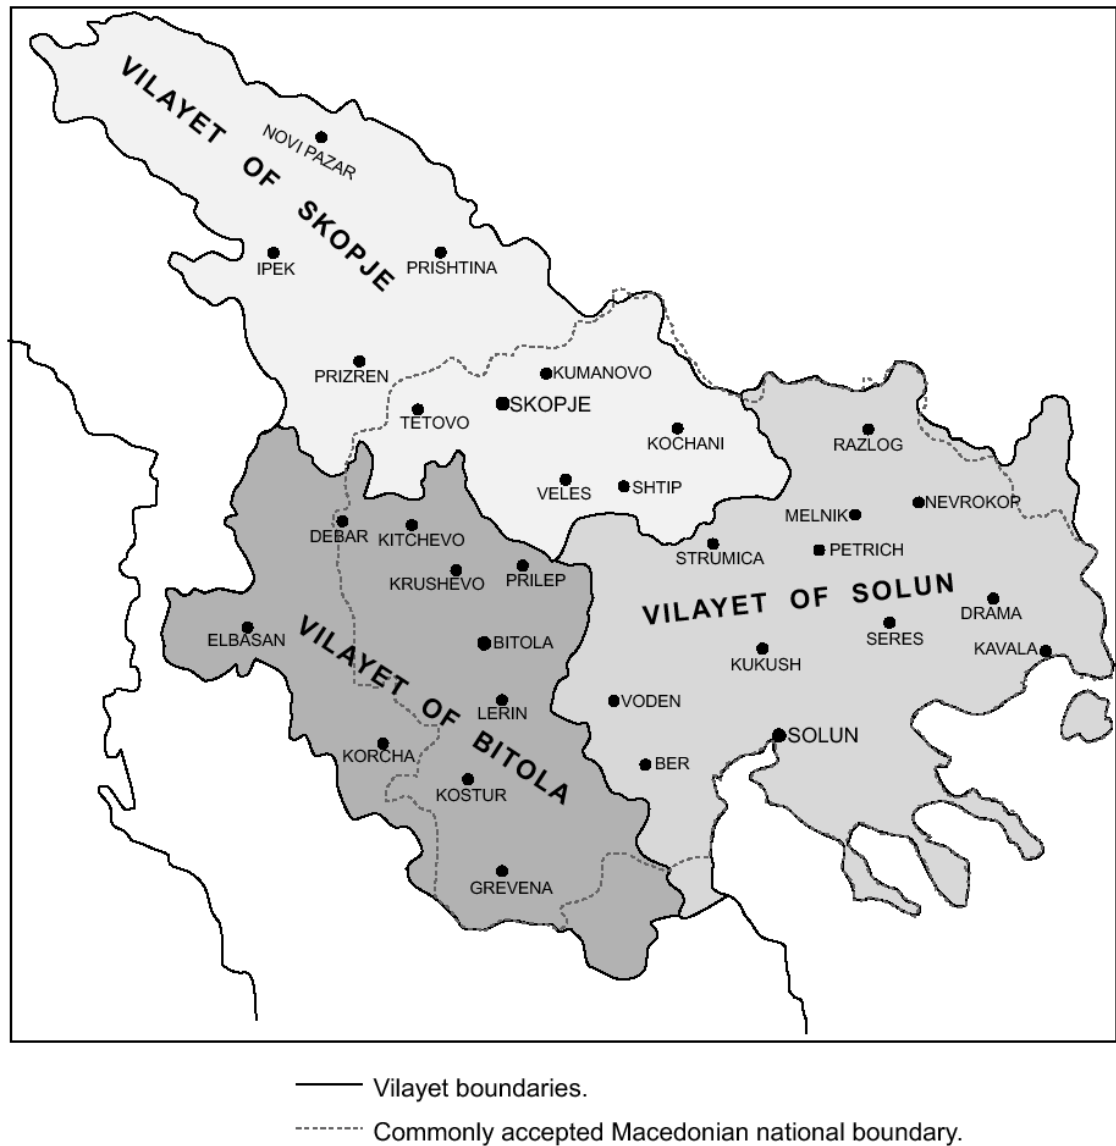 VILAYET OF SKOPJE
NOVI PAZAR
IPEK
PRISHTINA
PRIZREN
KUMANOVO
SKOPJE
TETOVO
KOCHANI
RAZLOG
VELES
SHTIP
NEVROKOP
MELNIK
DEBAR
KITCHEVO
STRUMICA
PETRICH
KRUSHEVO
PRILEP
VILAYET OF SOLUN
DRAMA
ELBASAN
VILAYET OF BITOLA
BITOLA
SERES
KAVALA
KUKUSH
LERIN
VODEN
SOLUN
KORCHA
BER
KOSTUR
GREVENA
Vilayet boundaries.
Commonly accepted Macedonian national boundary.